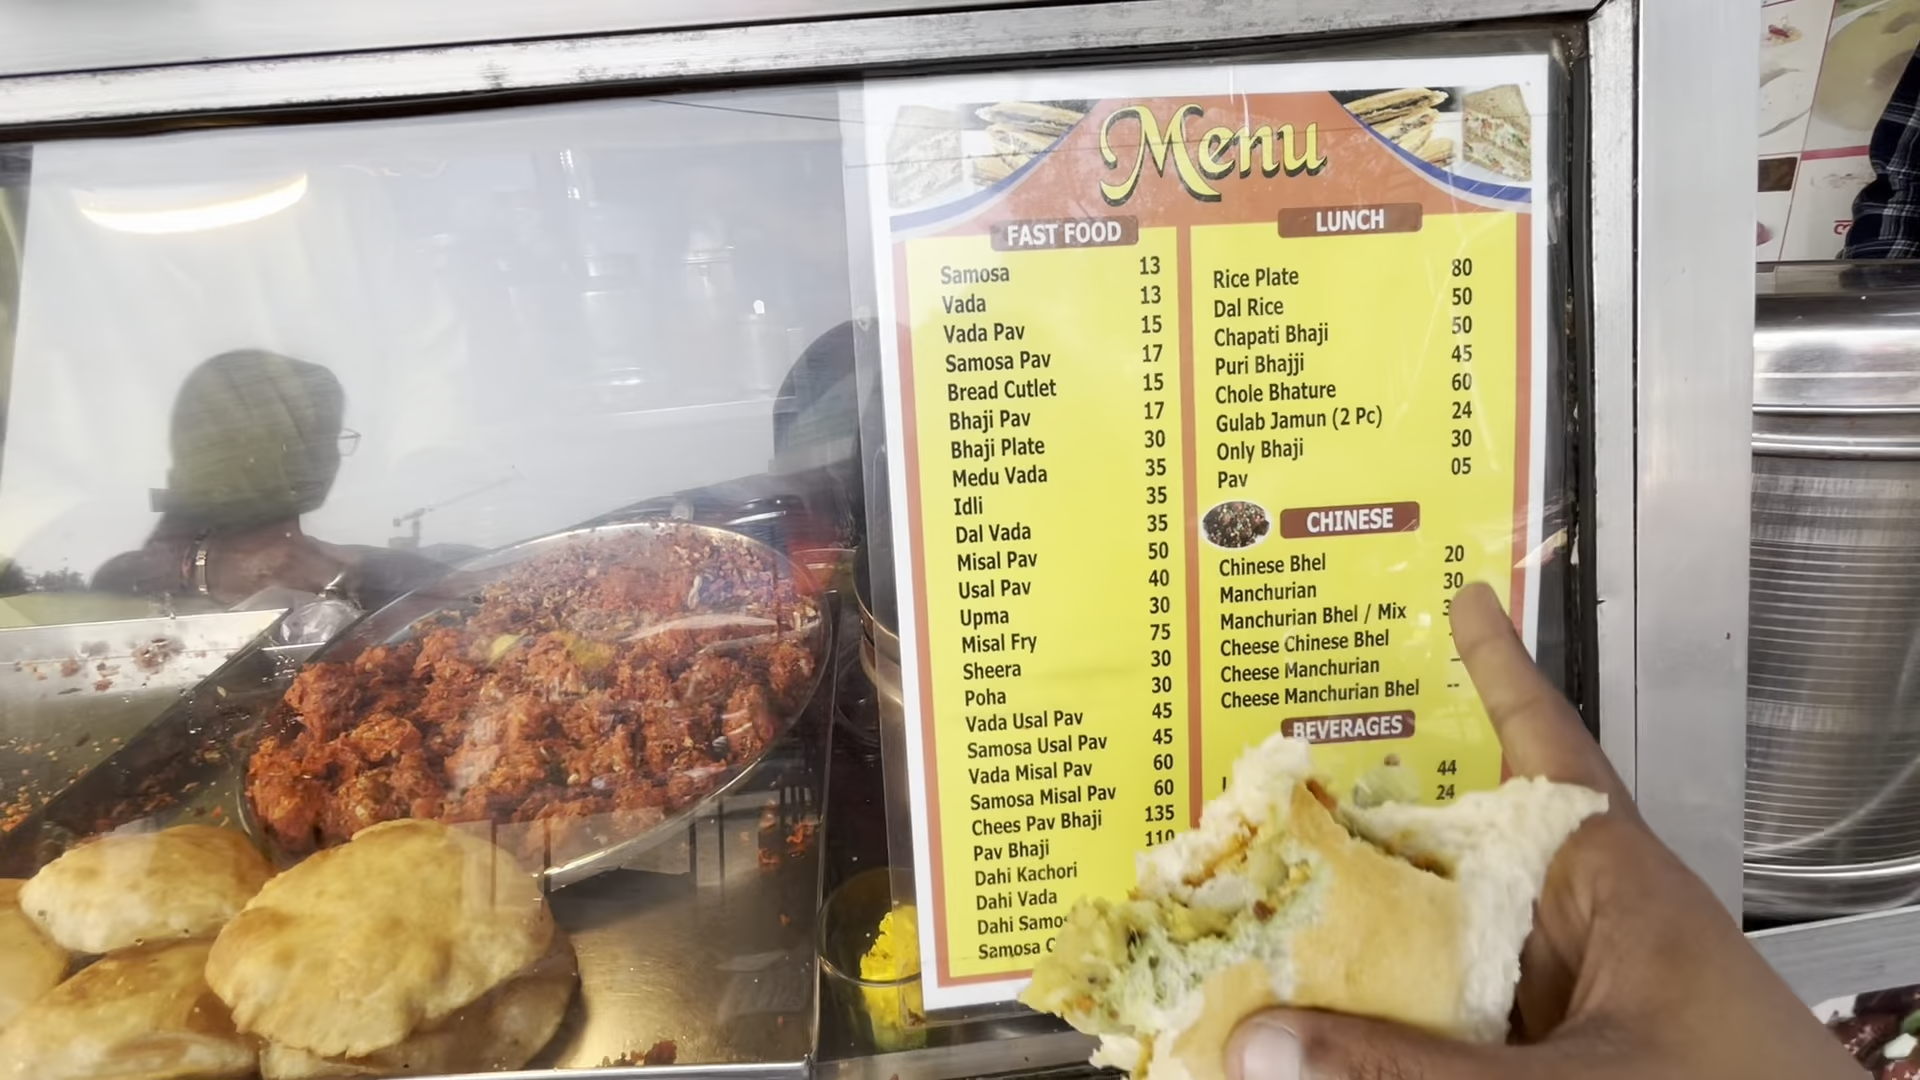 Menu
FAST FOOD
Samosa 13
Vada 13
Vada Pav 15
Samosa Pav 17
Bread Cutlet 15
Bhaji Pav 17
Bhaji Plate 30
Medu Vada 35
Idli 35
Dal Vada 35
Misal Pav 50
Usal Pav 40
Upma 30
Misal Fry 75
Sheera 30
Poha 30
Vada Usal Pav 45
Samosa Usal Pav 45
Vada Misal Pav 60
Samosa Misal Pav 60
Chees Pav Bhaji 135
Pav Bhaji 110
Dahi Kachori
Dahi Vada
Dahi
Samosa
LUNCH
Rice Plate 80
Dal Rice 50
Chapati Bhaji 50
Puri Bhajji 45
Chole Bhature 60
Gulab Jamun (2 Pc) 24
Only Bhaji 30
Pav 05
CHINESE
Chinese Bhel 20
Manchurian 30
Manchurian Bhel / Mix
Cheese Chinese Bhel
Cheese Manchurian --
Cheese Manchurian Bhel --
BEVERAGES
44
24